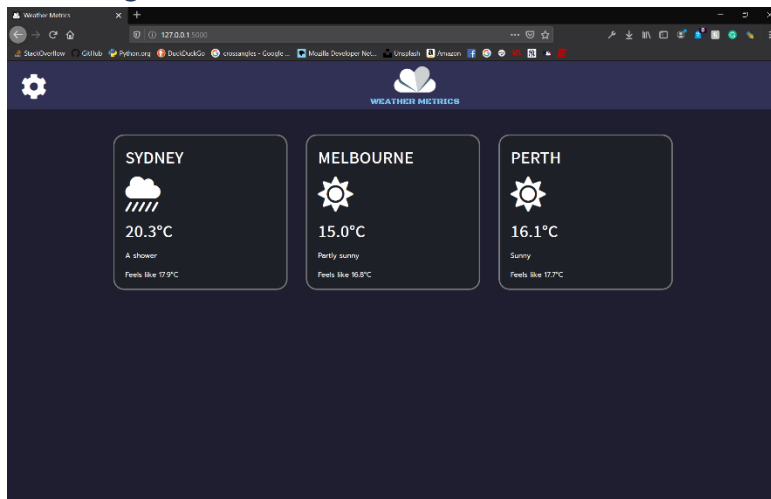 Weather Metrics
127.0.0.1:5000
StackOverflow GitHub Python.org DuckDuckGo crossangles - Google ... Mozilla Developer Net... Unsplash Amazon
WEATHER METRICS
SYDNEY
20.3°C
A shower
Feels like 17.9°C
MELBOURNE
15.0°C
Partly sunny
Feels like 16.8°C
PERTH
16.1°C
Sunny
Feels like 17.7°C